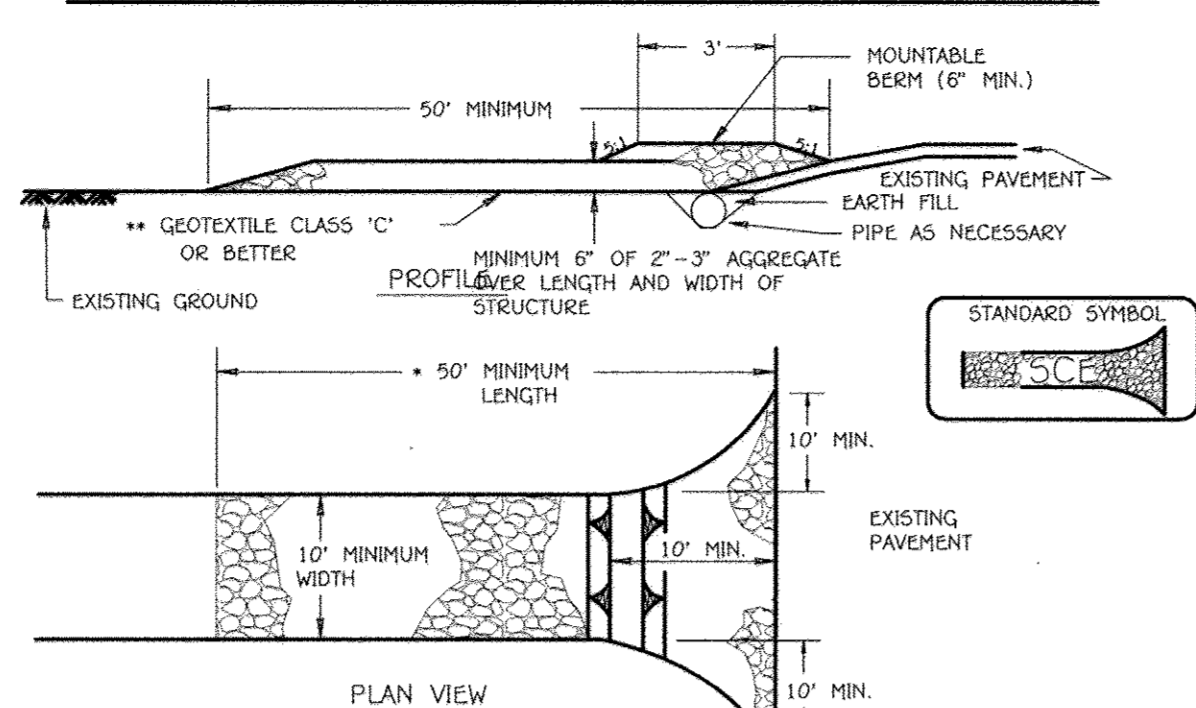 3'
MOUNTABLE
BERM (6" MIN.)
50' MINIMUM
5:1
5:1
EXISTING PAVEMENT
** GEOTEXTILE CLASS 'C'
OR BETTER
EARTH FILL
PIPE AS NECESSARY
MINIMUM 6" OF 2"-3" AGGREGATE
OVER LENGTH AND WIDTH OF
STRUCTURE
PROFILE
EXISTING GROUND
STANDARD SYMBOL
SCE
* 50' MINIMUM
LENGTH
10' MIN.
10' MINIMUM
WIDTH
10' MIN.
EXISTING
PAVEMENT
PLAN VIEW
10' MIN.